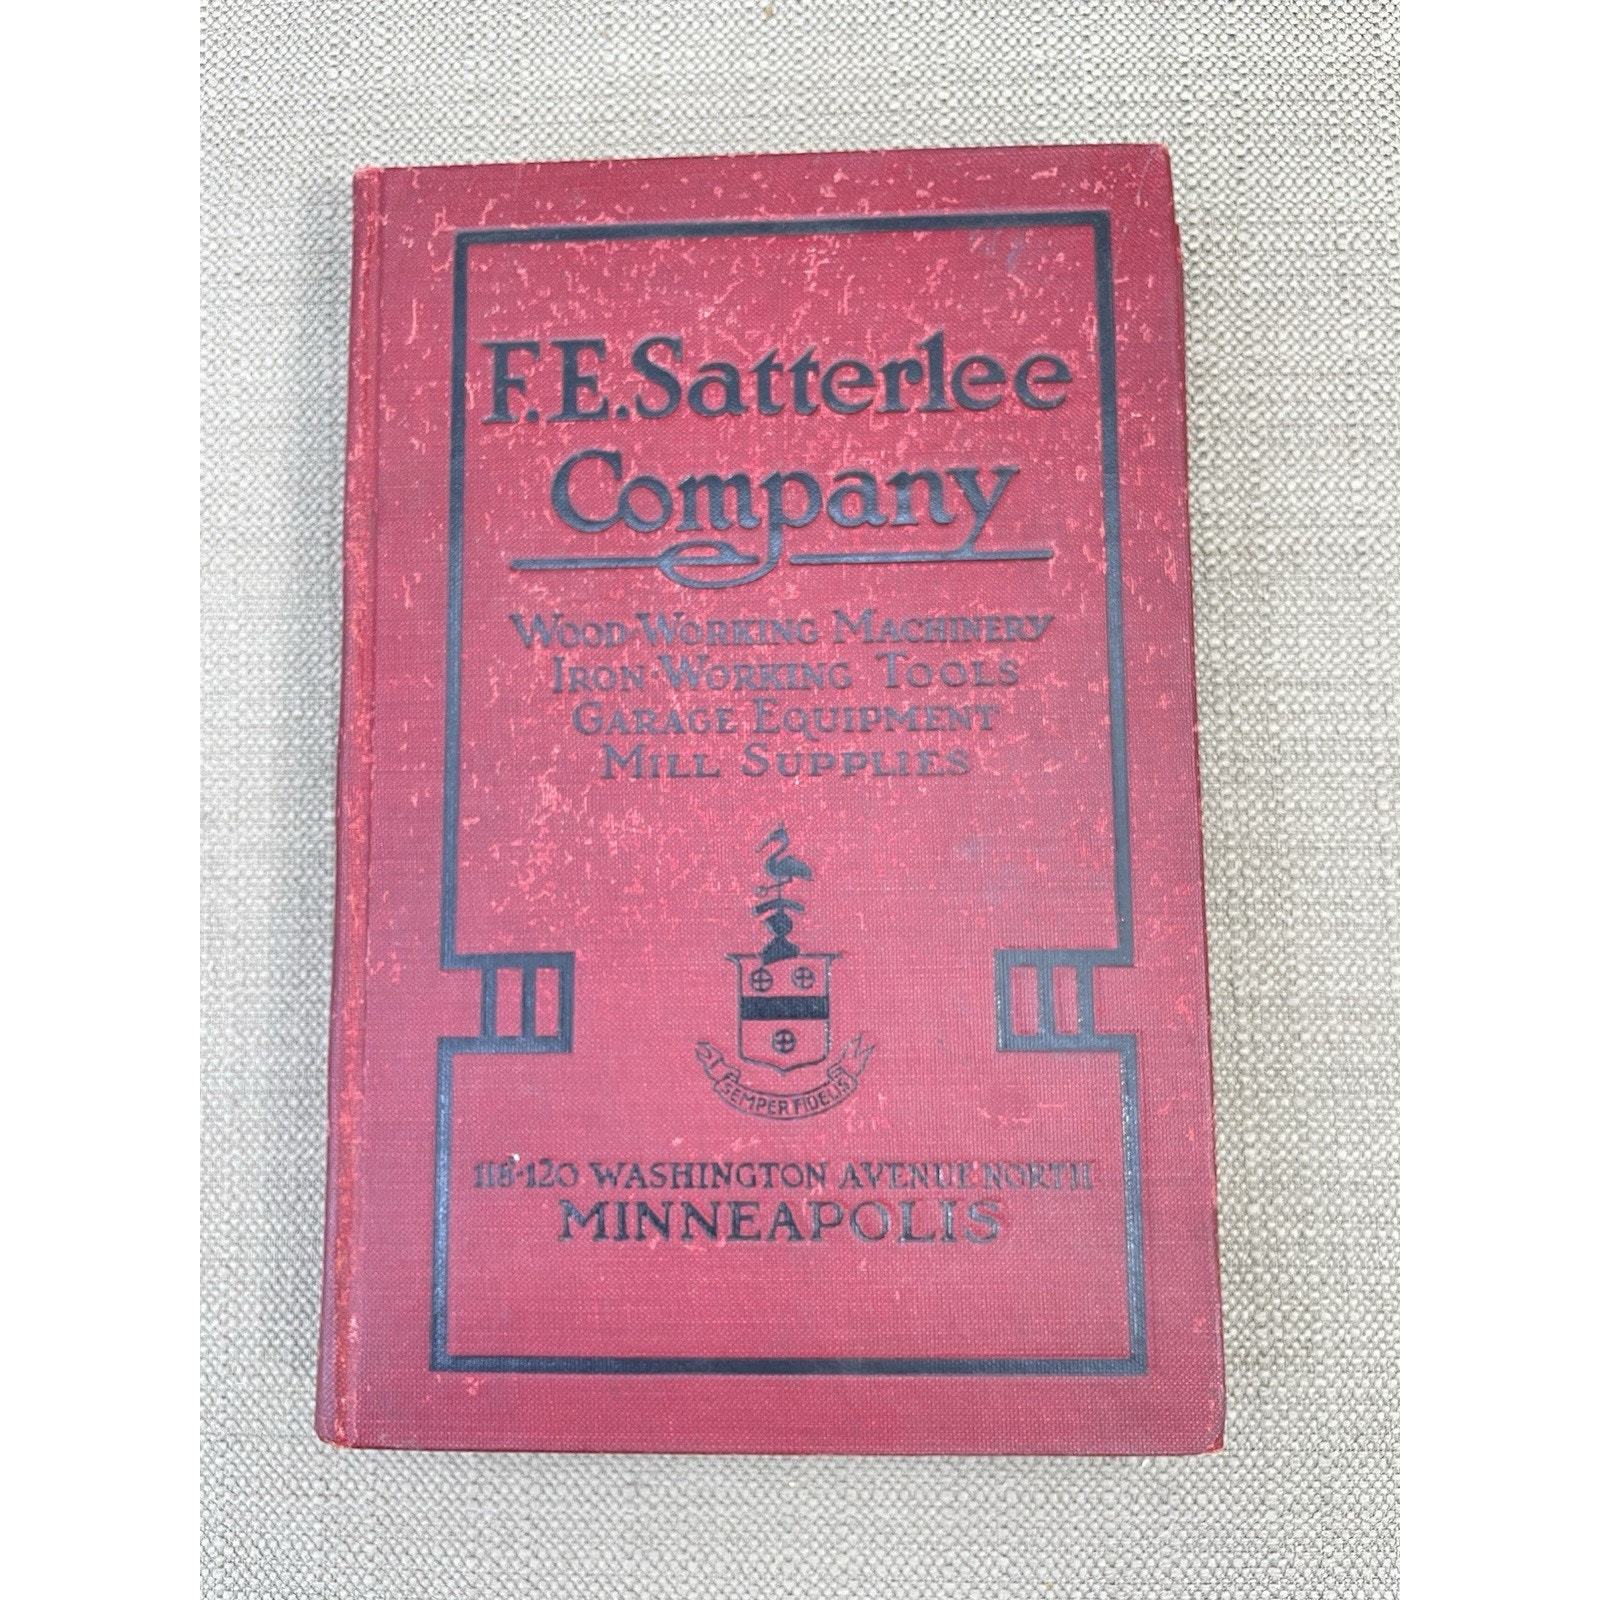 F.E. Satterlee
Company
WOOD-WORKING MACHINERY
IRON-WORKING TOOLS
GARAGE EQUIPMENT
MILL SUPPLIES
SEMPER FIDELIS
118-120 WASHINGTON AVENUE NORTH
MINNEAPOLIS